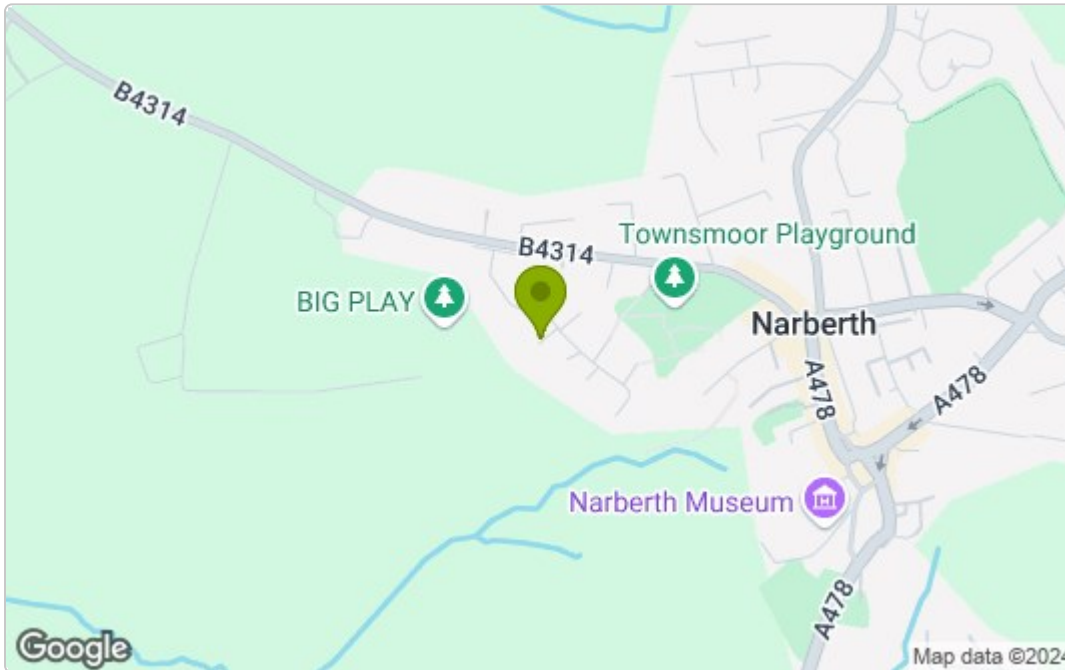 B4314
Townsmoor Playground
B4314
BIG PLAY
Narberth
A478
A478
Narberth Museum
A478
Google
Map data ©2024